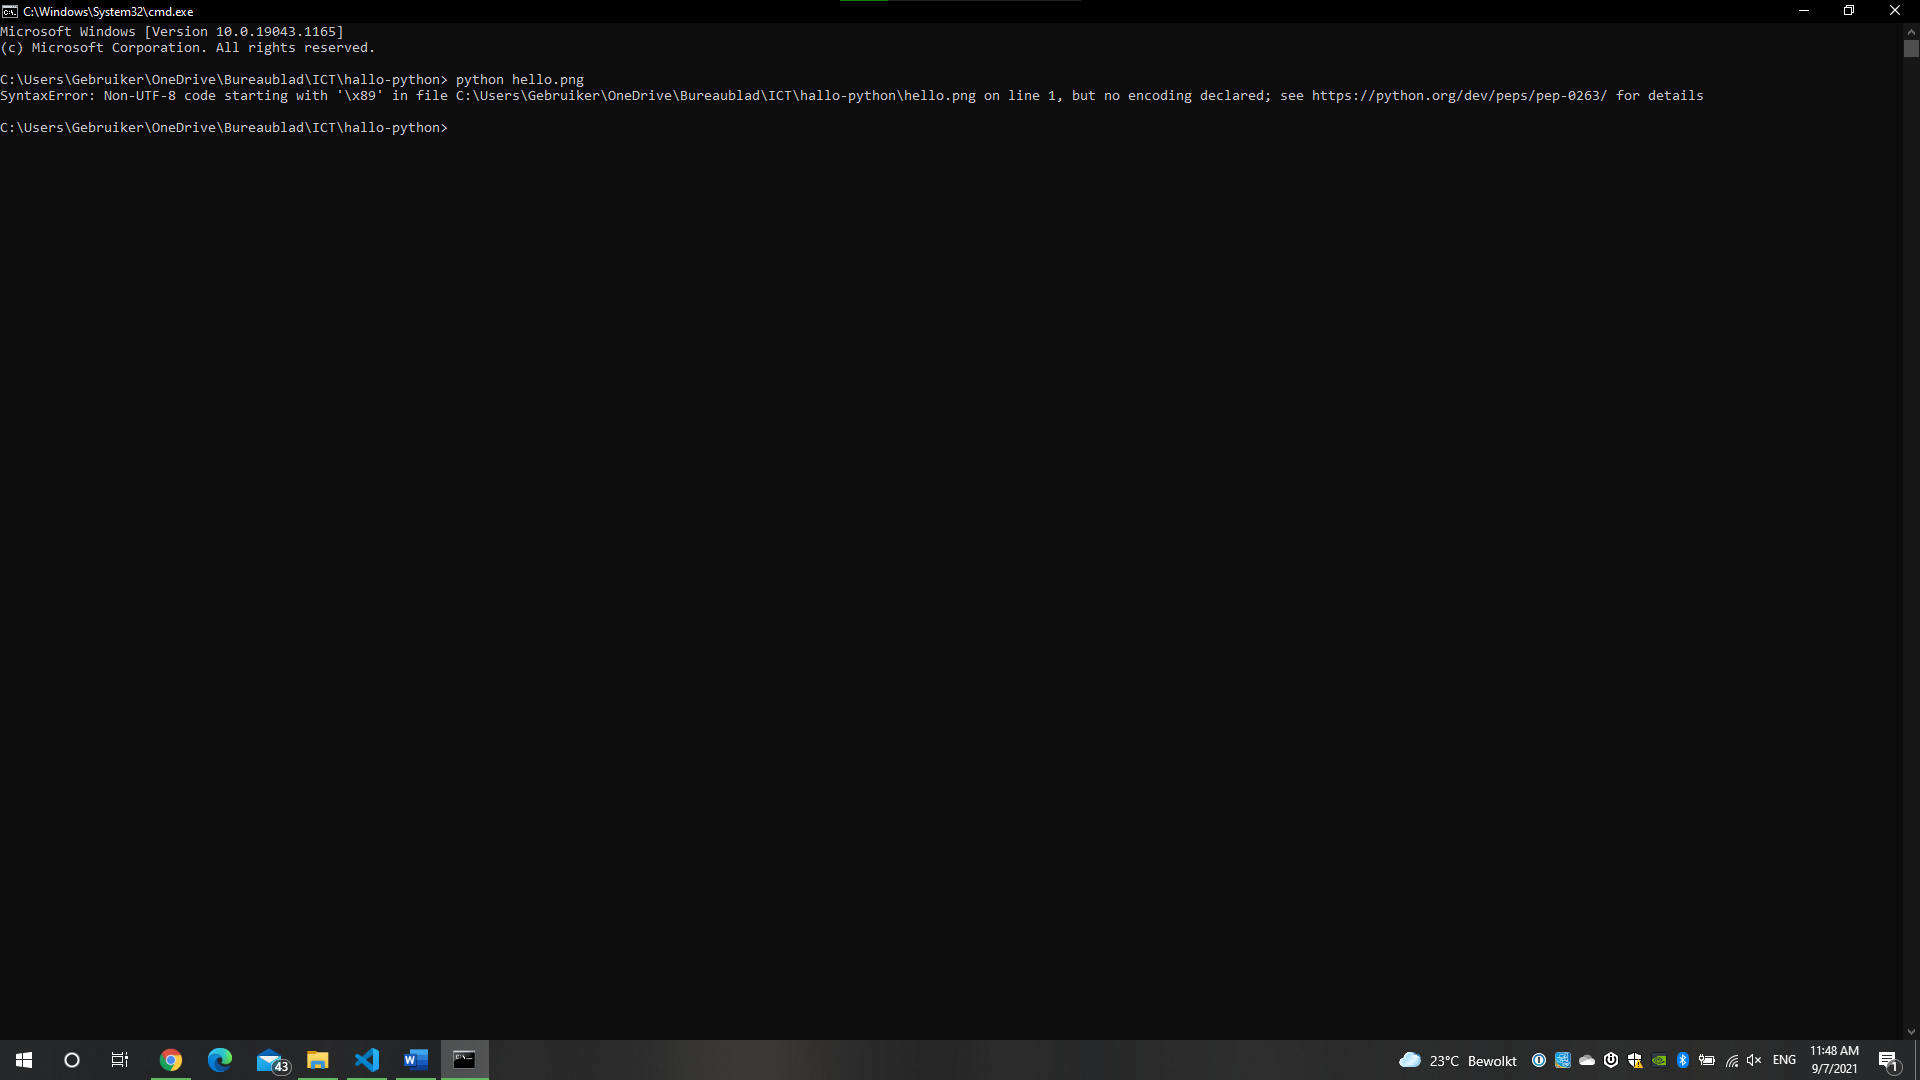 C:\Windows\System32\cmd.exe
Microsoft Windows [Version 10.0.19043.1165]
(c) Microsoft Corporation. All rights reserved.
C:\Users\Gebruiker\OneDrive\Bureaublad\ICT\hallo-python> python hello.png
SyntaxError: Non-UTF-8 code starting with '\x89' in file C:\Users\Gebruiker\OneDrive\Bureaublad\ICT\hallo-python\hello.png on line 1, but no encoding declared; see https://python.org/dev/peps/pep-0263/ for details
C:\Users\Gebruiker\OneDrive\Bureaublad\ICT\hallo-python>
43
23°C Bewolkt
ENG
11:48 AM
9/7/2021
1